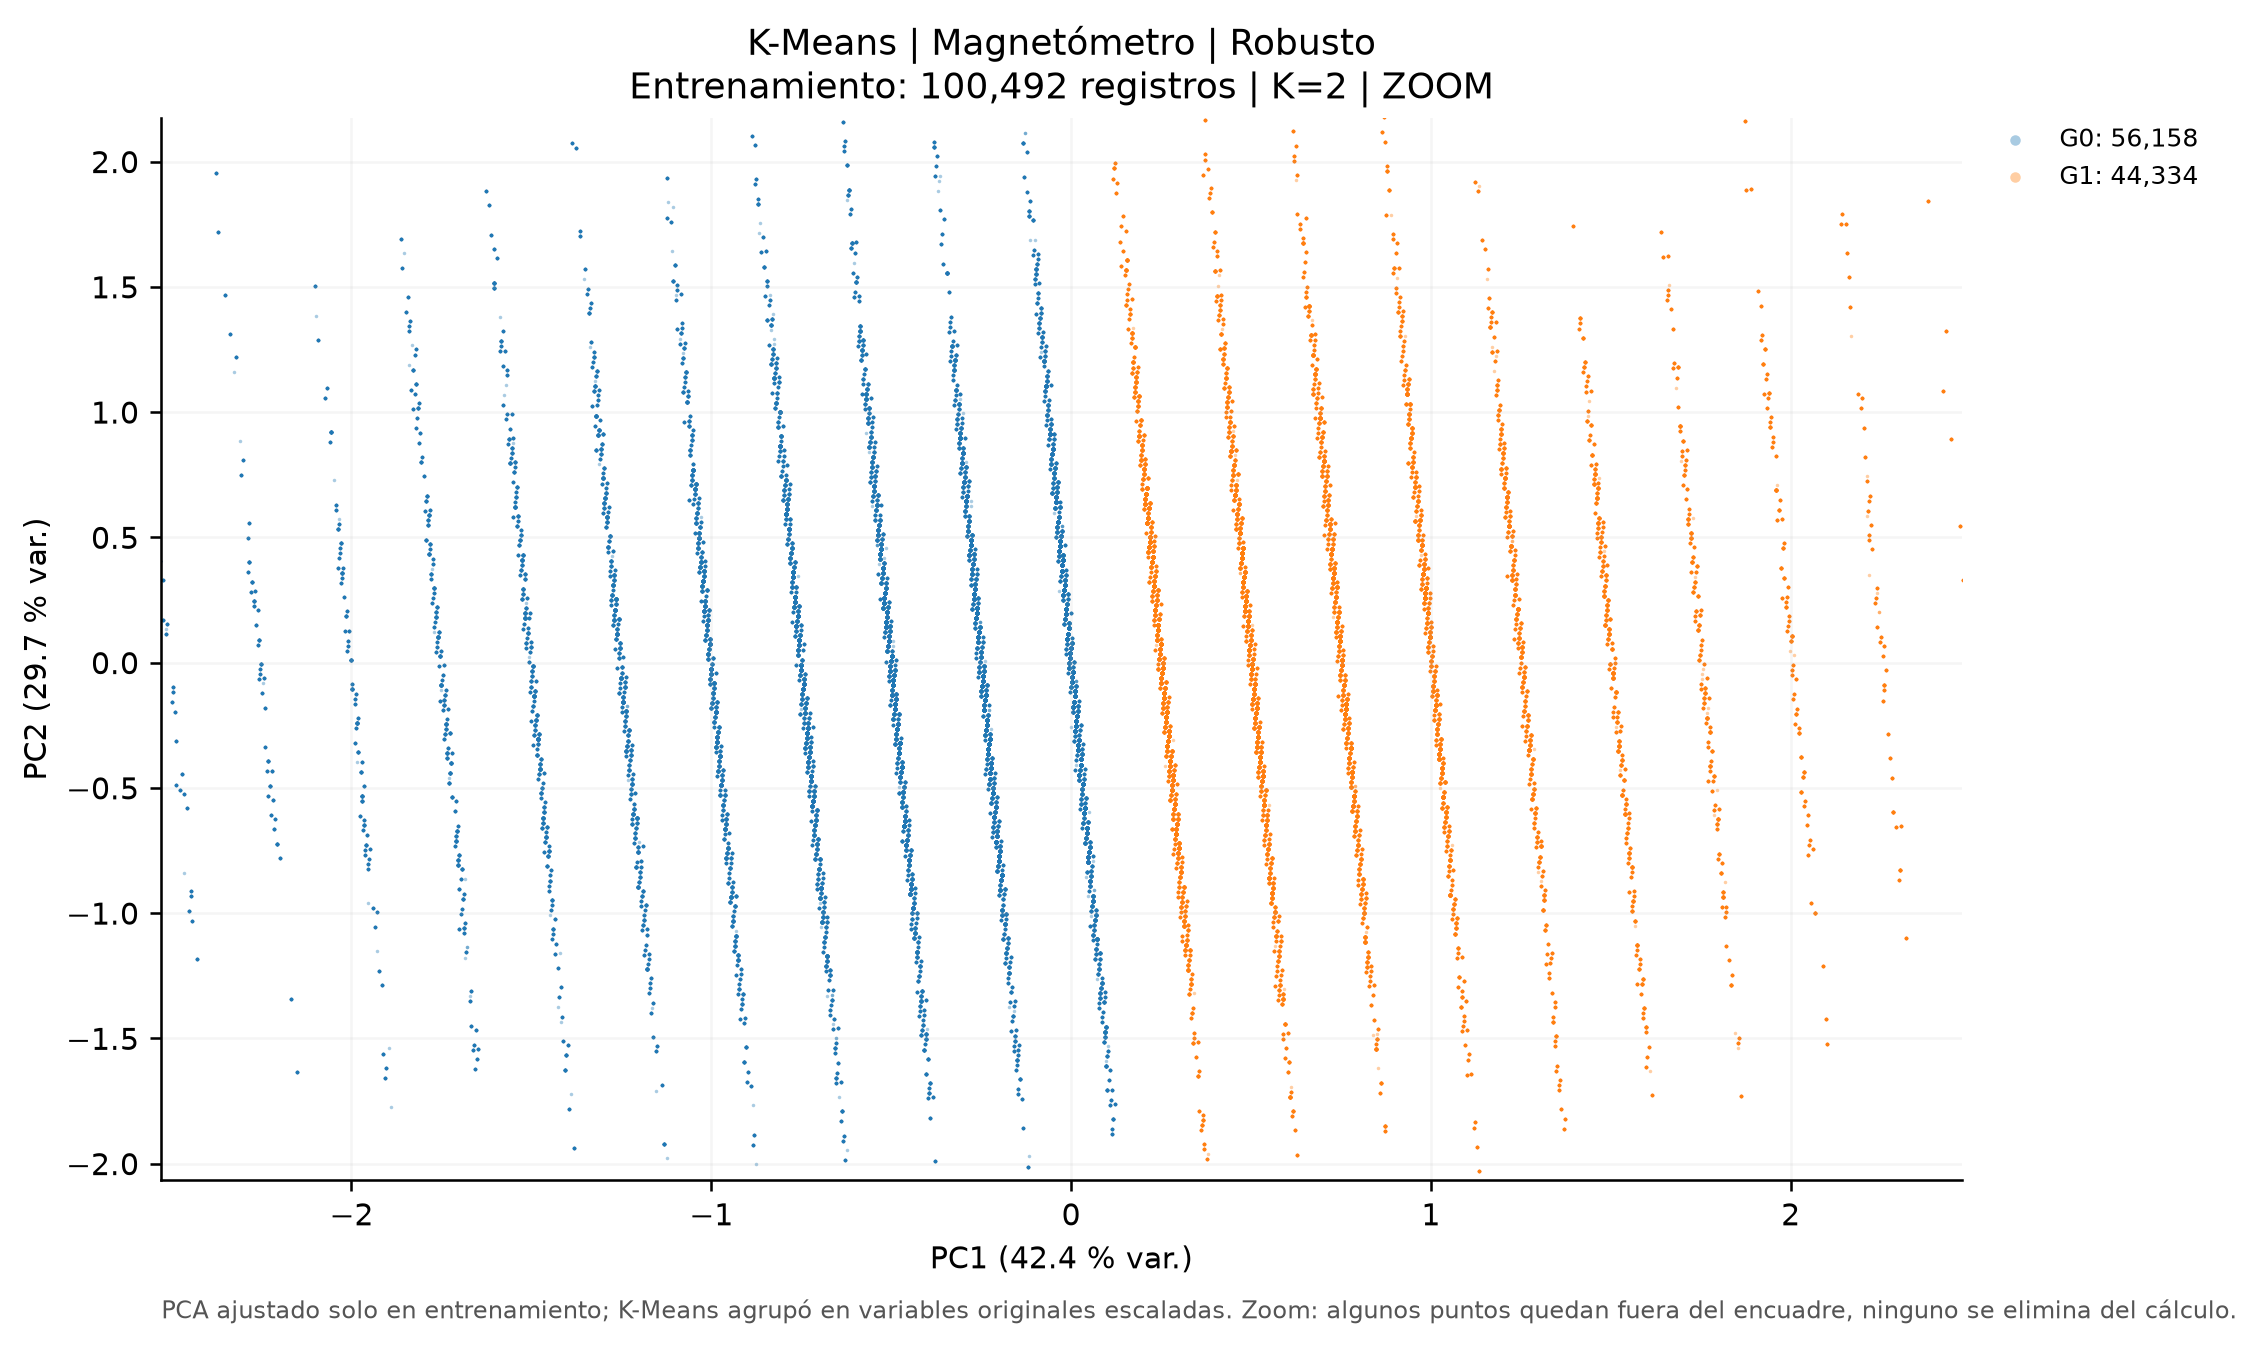 K-Means | Magnetómetro | Robusto
Entrenamiento: 100,492 registros | K=2 | ZOOM
G0: 56,158
G1: 44,334
2.0
1.5
1.0
0.5
0.0
−0.5
−1.0
−1.5
−2.0
PC2 (29.7 % var.)
−2
−1
0
1
2
PC1 (42.4 % var.)
PCA ajustado solo en entrenamiento; K-Means agrupó en variables originales escaladas. Zoom: algunos puntos quedan fuera del encuadre, ninguno se elimina del cálculo.